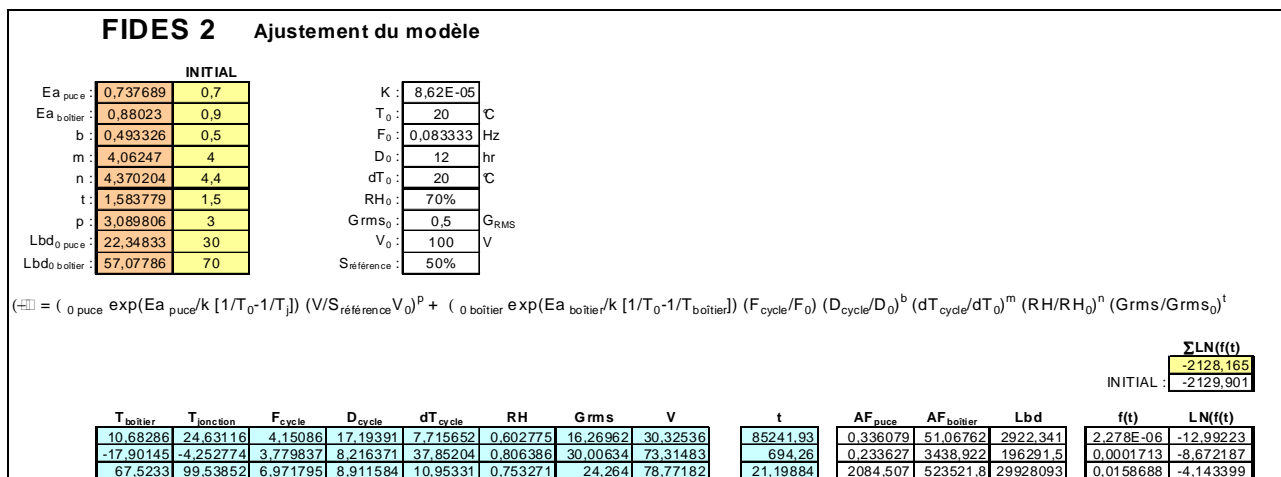 FIDES 2 Ajustement du modèle
INITIAL
Ea puce : 0,737689 0,7 K : 8,62E-05
Ea boîtier : 0,88023 0,9 T0 : 20 °C
b : 0,493326 0,5 F0 : 0,083333 Hz
m : 4,06247 4 D0 : 12 hr
n : 4,370204 4,4 dT0 : 20 °C
t : 1,583779 1,5 RH0 : 70%
p : 3,089806 3 Grms0 : 0,5 GRMS
Lbd0 puce : 22,34833 30 V0 : 100 V
Lbd0 boîtier : 57,07786 70 Sréférence : 50%
= ( 0 puce exp(Ea puce/k [1/T0-1/Tj]) (V/Sréférence V0)p + ( 0 boîtier exp(Ea boîtier/k [1/T0-1/Tboîtier]) (Fcycle/F0) (Dcycle/D0)b (dTcycle/dT0)m (RH/RH0)n (Grms/Grms0)t
ΣLN(f(t)
-2128,165
INITIAL : -2129,901
Tboîtier Tjonction Fcycle Dcycle dTcycle RH Grms V t AFpuce AFboîtier Lbd f(t) LN(f(t)
10,68286 24,63116 4,15086 17,19391 7,715652 0,602775 16,26962 30,32536 85241,93 0,336079 51,06762 2922,341 2,278E-06 -12,99223
-17,90145 -4,252774 3,779837 8,216371 37,85204 0,806386 30,00634 73,31483 694,26 0,233627 3438,922 196291,5 0,0001713 -8,672187
67,5233 99,53852 6,971795 8,911584 10,95331 0,753271 24,264 78,77182 21,19884 2084,507 523521,8 29928093 0,0158688 -4,143399